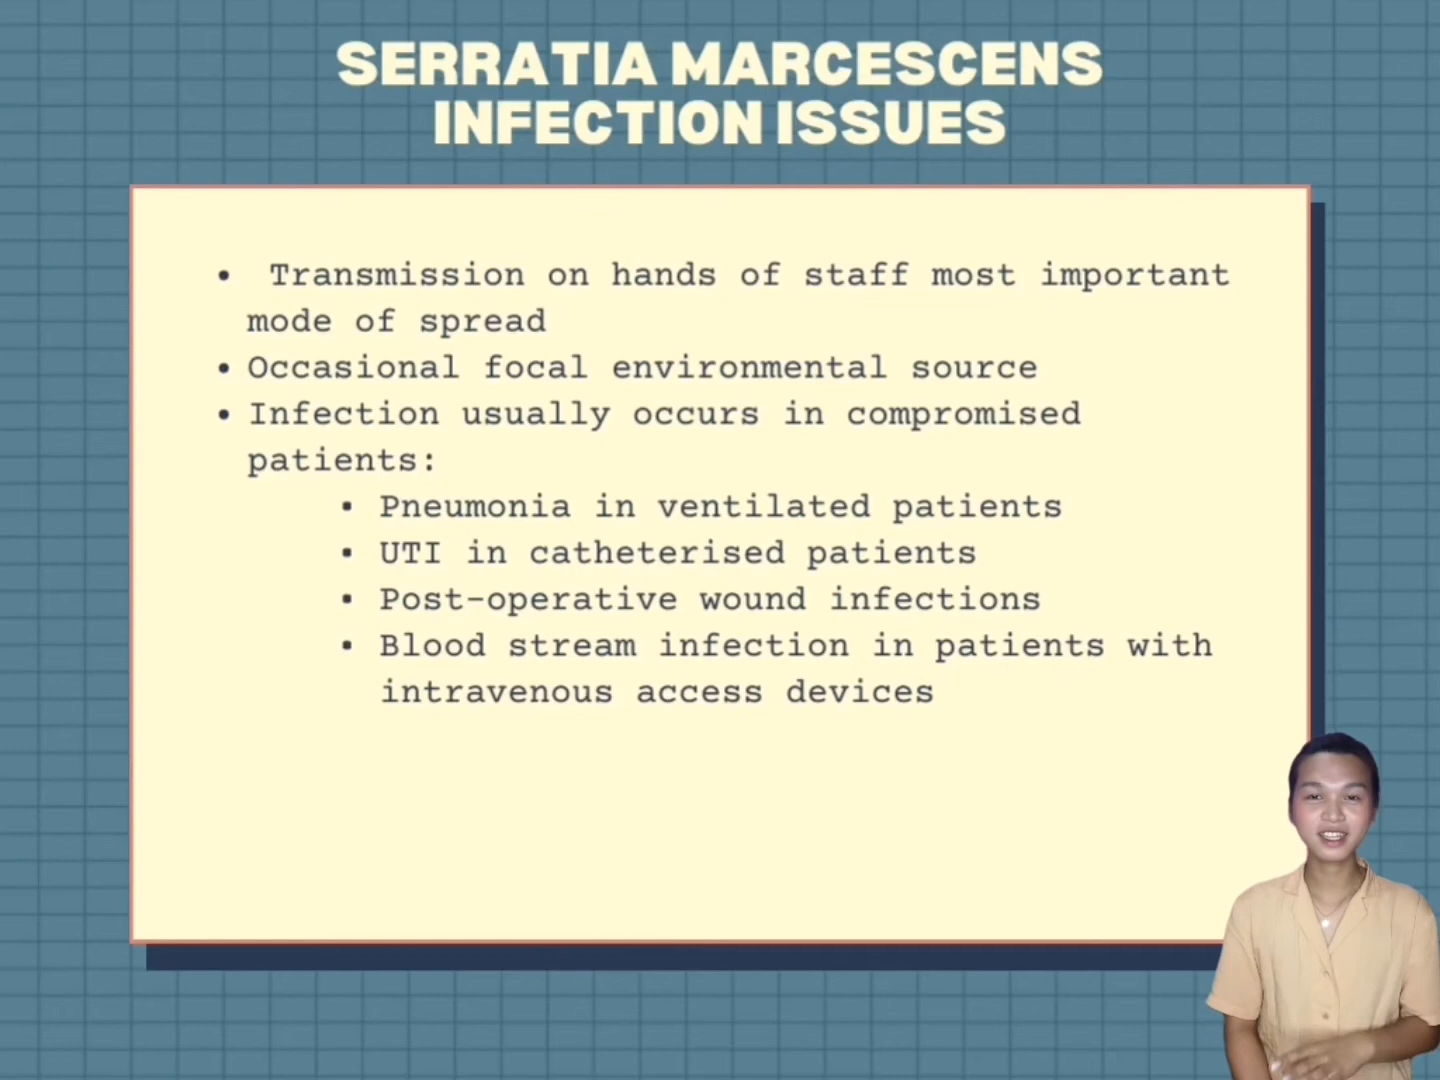 SERRATIA MARCESCENS
INFECTION ISSUES
• Transmission on hands of staff most important
mode of spread
• Occasional focal environmental source
• Infection usually occurs in compromised
patients:
▪ Pneumonia in ventilated patients
▪ UTI in catheterised patients
▪ Post-operative wound infections
▪ Blood stream infection in patients with
intravenous access devices